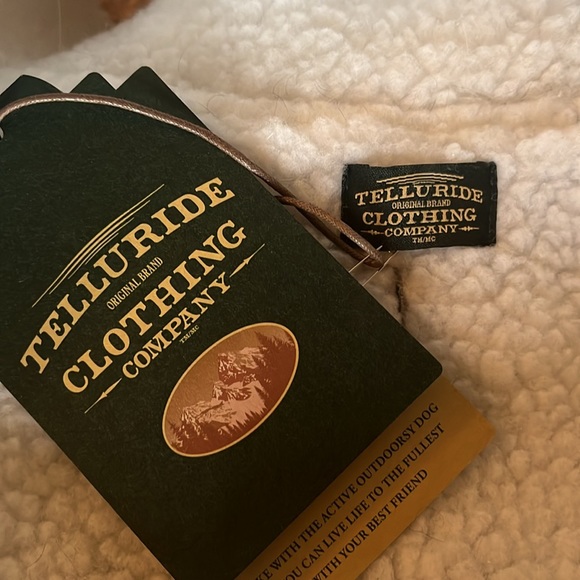 TELLURIDE
ORIGINAL BRAND
CLOTHING
COMPANY
TM/MC
TELLURIDE
ORIGINAL BRAND
CLOTHING
COMPANY
TM/MC
WITH THE ACTIVE OUTDOORSY DOG
YOU CAN LIVE LIFE TO THE FULLEST
WITH YOUR BEST FRIEND